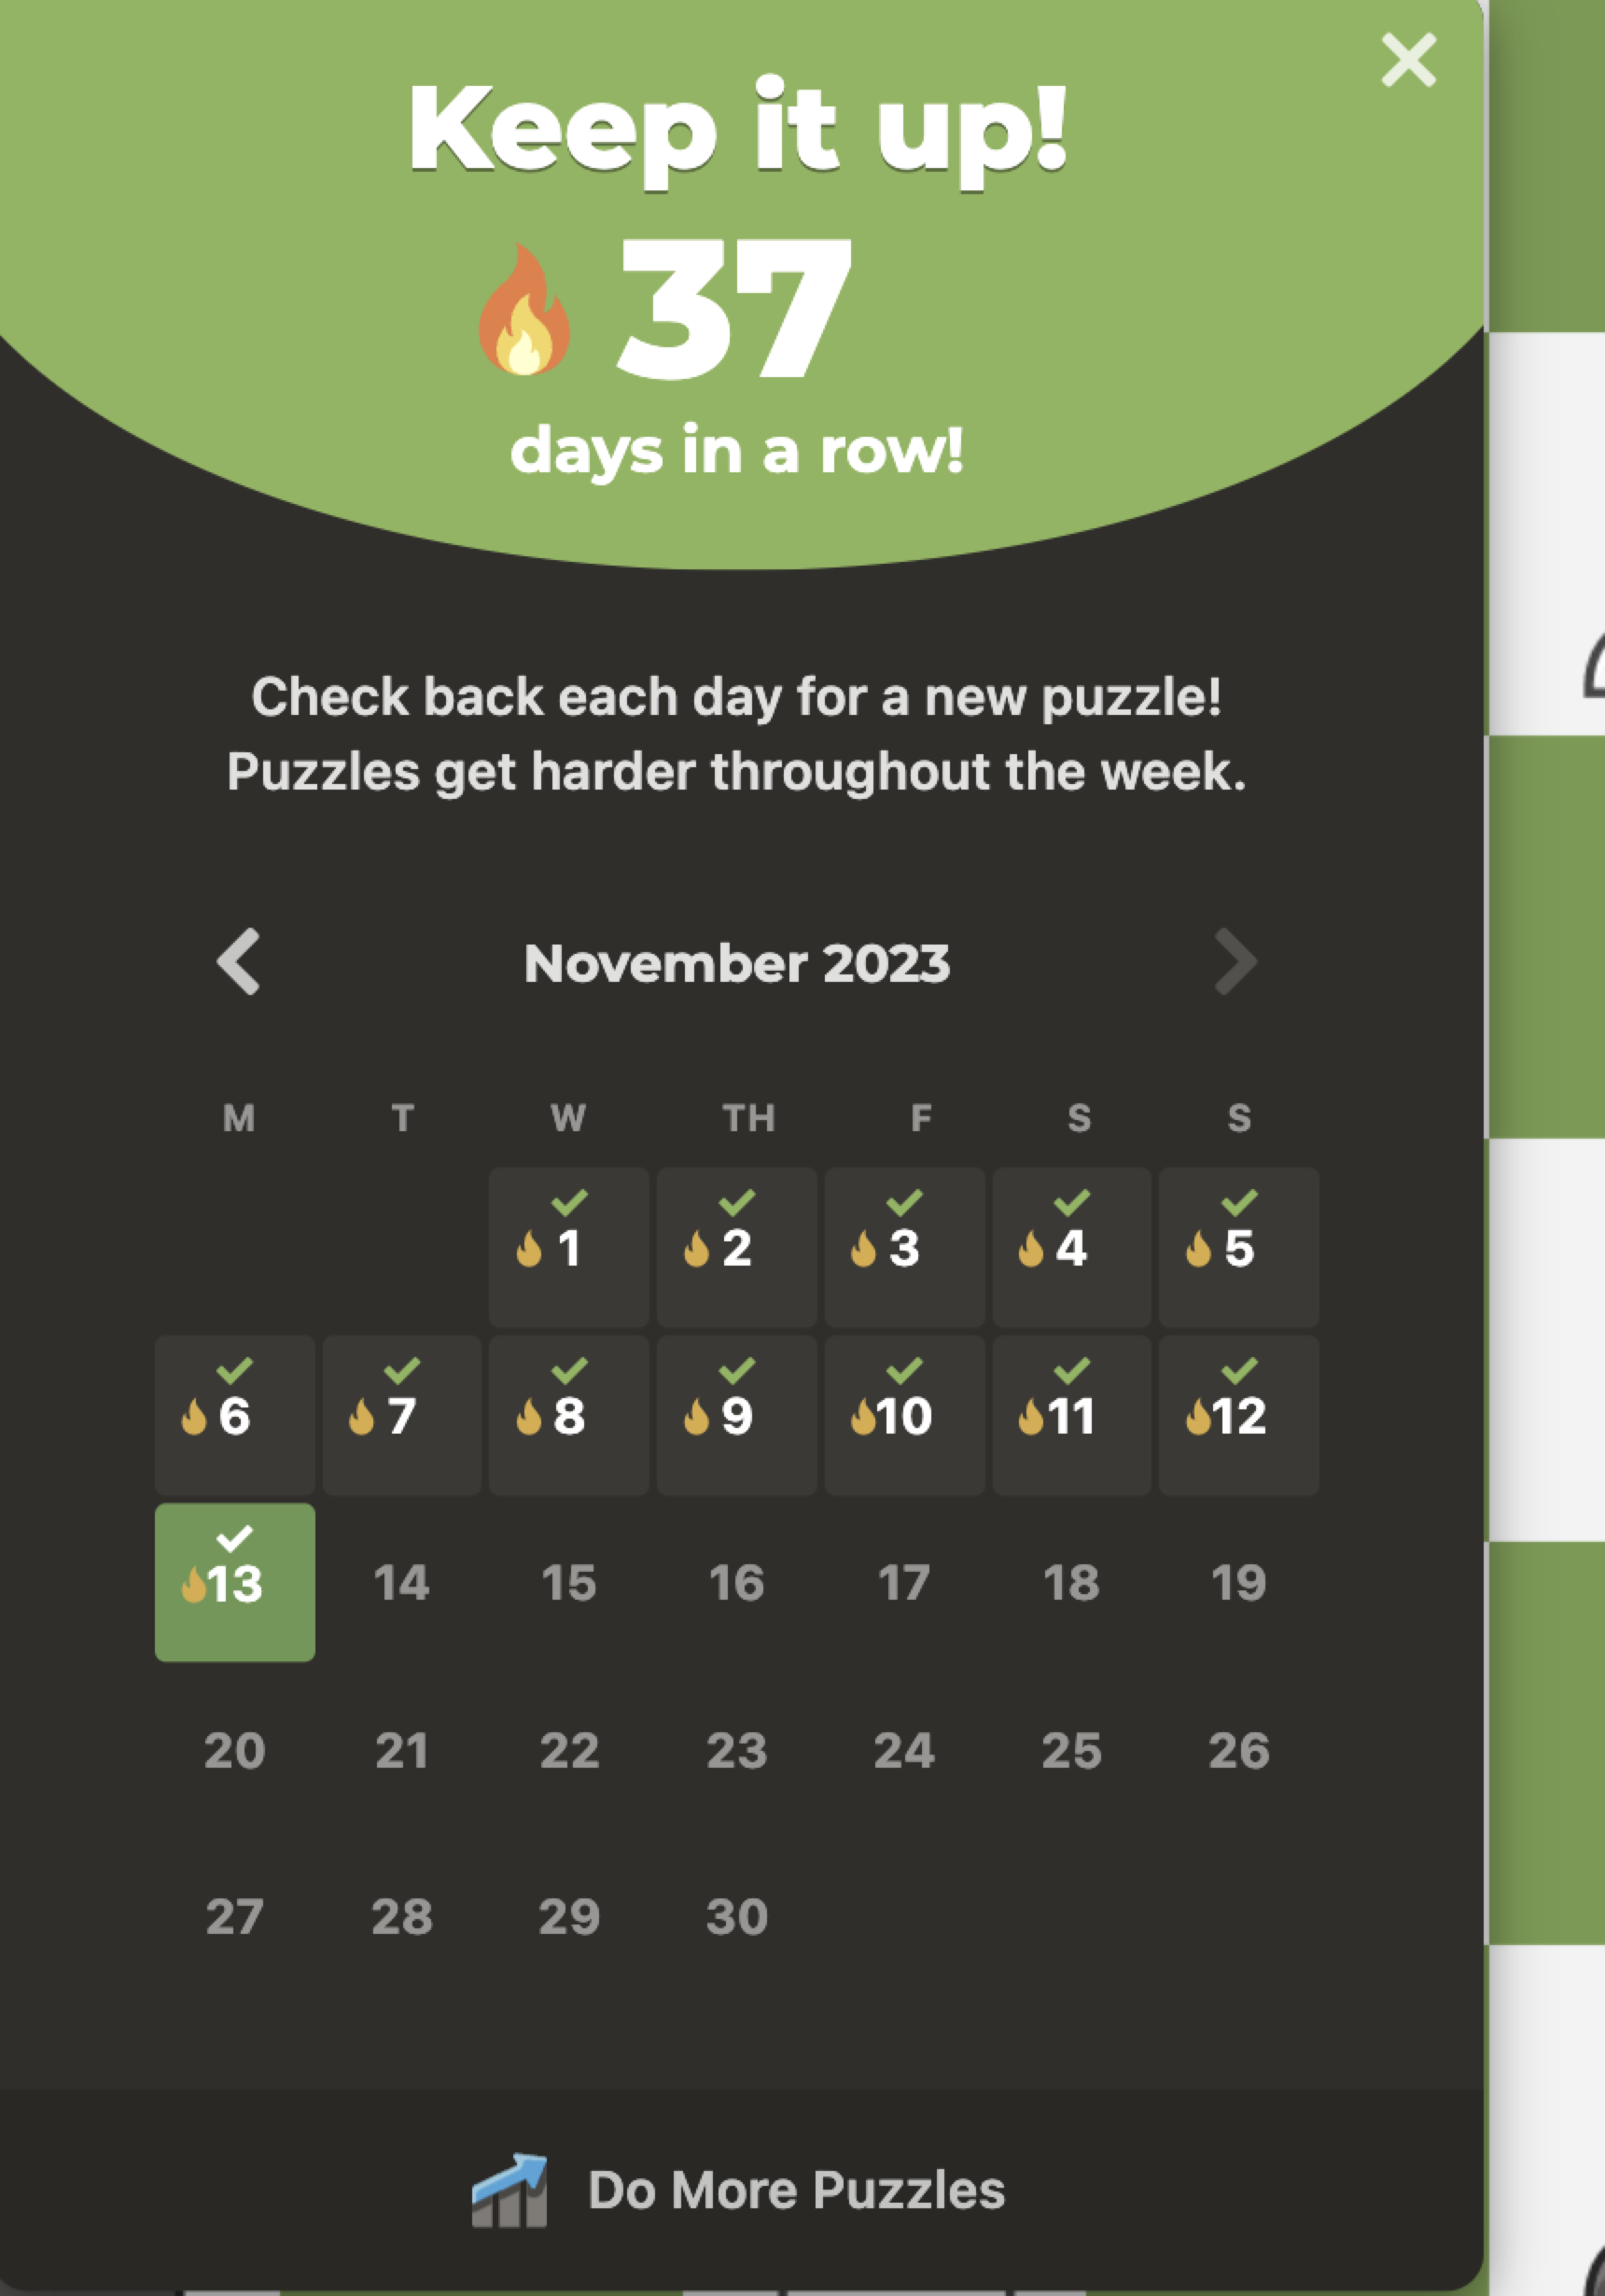 Keep it up!
37
days in a row!
Check back each day for a new puzzle!
Puzzles get harder throughout the week.
November 2023
M T W TH F S S
1 2 3 4 5
6 7 8 9 10 11 12
13 14 15 16 17 18 19
20 21 22 23 24 25 26
27 28 29 30
Do More Puzzles